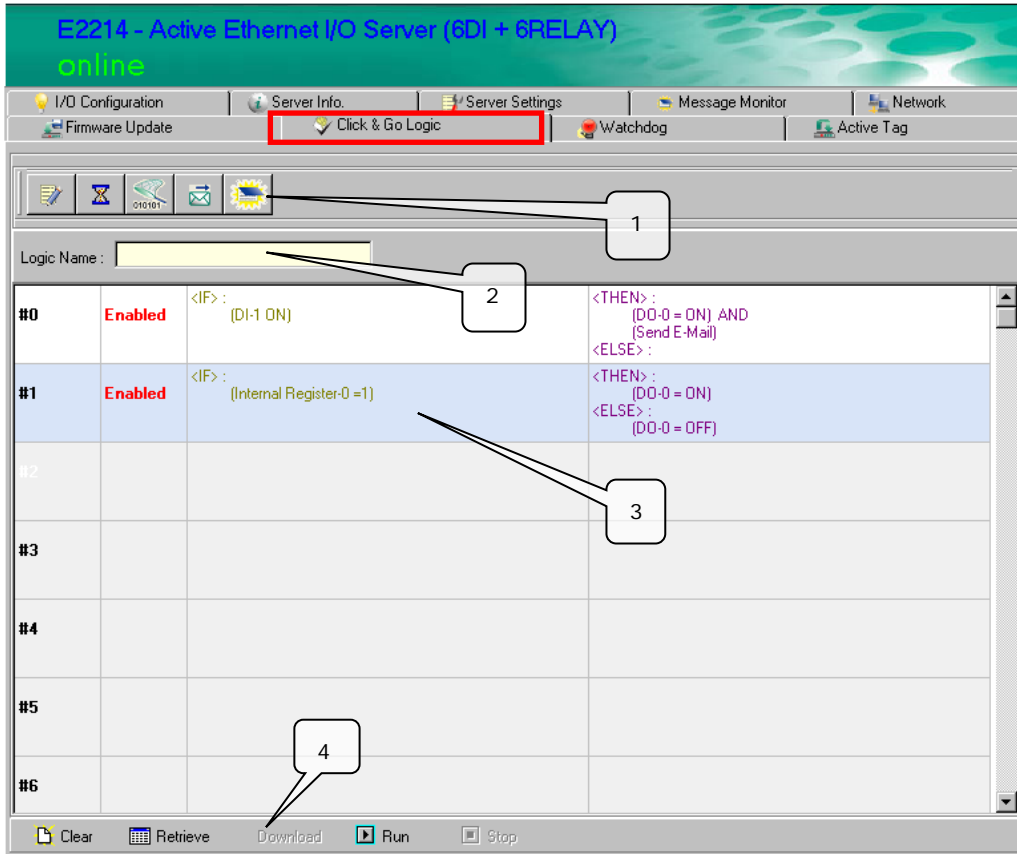 E2214 - Active Ethernet I/O Server (6DI + 6RELAY)
online
I/O Configuration
Server Info.
Server Settings
Message Monitor
Network
Firmware Update
Click & Go Logic
Watchdog
Active Tag
010101
1
Logic Name :
2
#0
Enabled
<IF> :
(DI-1 ON)
<THEN> :
(DO-0 = ON) AND
(Send E-Mail)
<ELSE> :
#1
Enabled
<IF> :
(Internal Register-0 =1)
<THEN> :
(DO-0 = ON)
<ELSE> :
(DO-0 = OFF)
#2
3
#3
#4
#5
4
#6
Clear
Retrieve
Download
Run
Stop